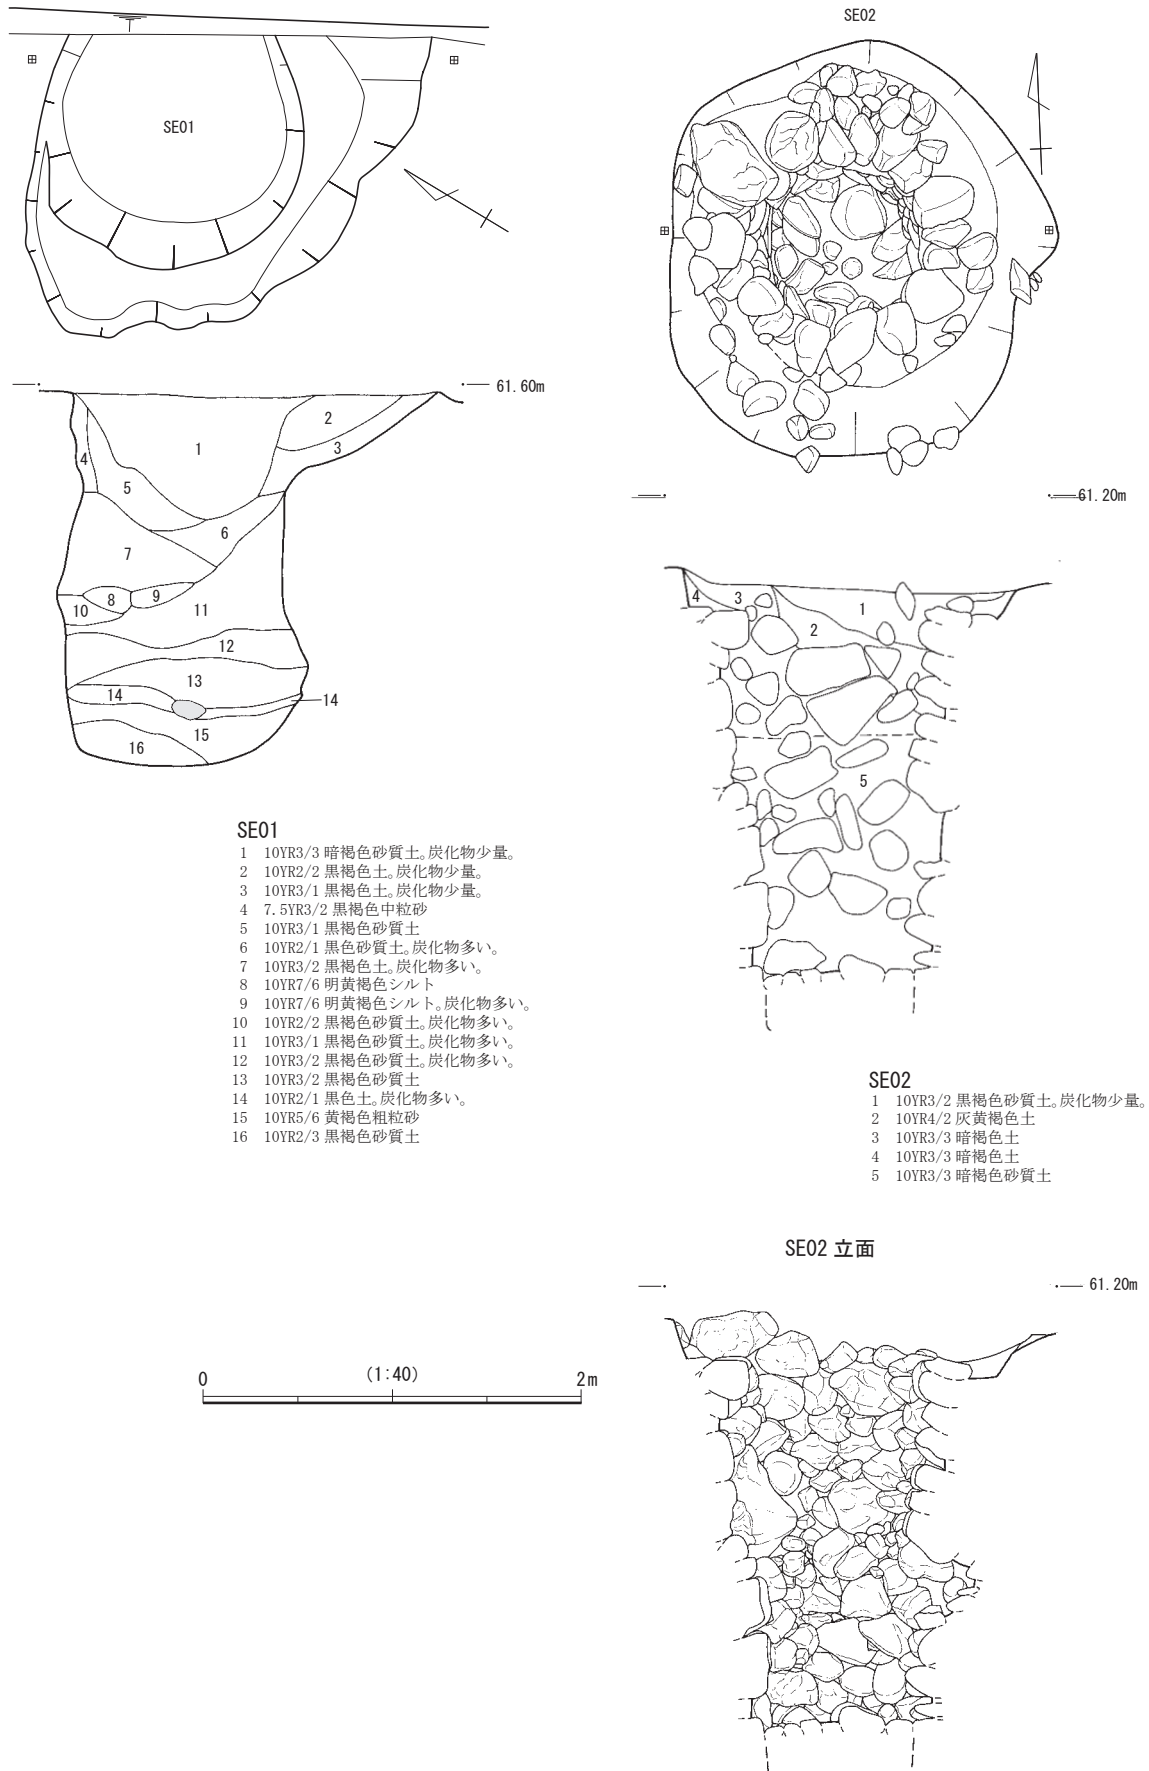 SE01
61.60m
1
2
3
4
5
6
7
8
9
10
11
12
13
14
14
15
16
SE01
1 10YR3/3 暗褐色砂質土。炭化物少量。
2 10YR2/2 黒褐色土。炭化物少量。
3 10YR3/1 黒褐色土。炭化物少量。
4 7.5YR3/2 黒褐色中粒砂
5 10YR3/1 黒褐色砂質土
6 10YR2/1 黒色砂質土。炭化物多い。
7 10YR3/2 黒褐色土。炭化物多い。
8 10YR7/6 明黄褐色シルト
9 10YR7/6 明黄褐色シルト。炭化物多い。
10 10YR2/2 黒褐色砂質土。炭化物多い。
11 10YR3/1 黒褐色砂質土。炭化物多い。
12 10YR3/2 黒褐色砂質土。炭化物多い。
13 10YR3/2 黒褐色砂質土
14 10YR2/1 黒色土。炭化物多い。
15 10YR5/6 黄褐色粗粒砂
16 10YR2/3 黒褐色砂質土
SE02
61.20m
4
3
1
2
5
SE02
1 10YR3/2 黒褐色砂質土。炭化物少量。
2 10YR4/2 灰黄褐色土
3 10YR3/3 暗褐色土
4 10YR3/3 暗褐色土
5 10YR3/3 暗褐色砂質土
SE02 立面
61.20m
0 (1:40) 2m